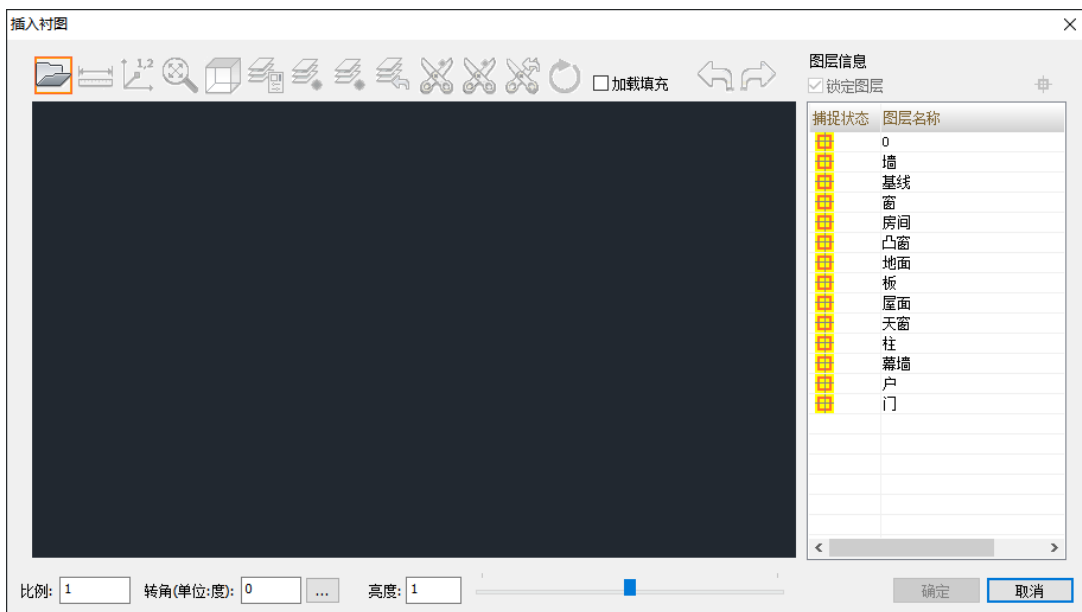 插入衬图
1,2
加载填充
图层信息
锁定图层
捕捉状态 图层名称
0
墙
基线
窗
房间
凸窗
地面
板
屋面
天窗
柱
幕墙
户
门
比例: 1 转角(单位:度): 0 ... 亮度: 1
确定 取消